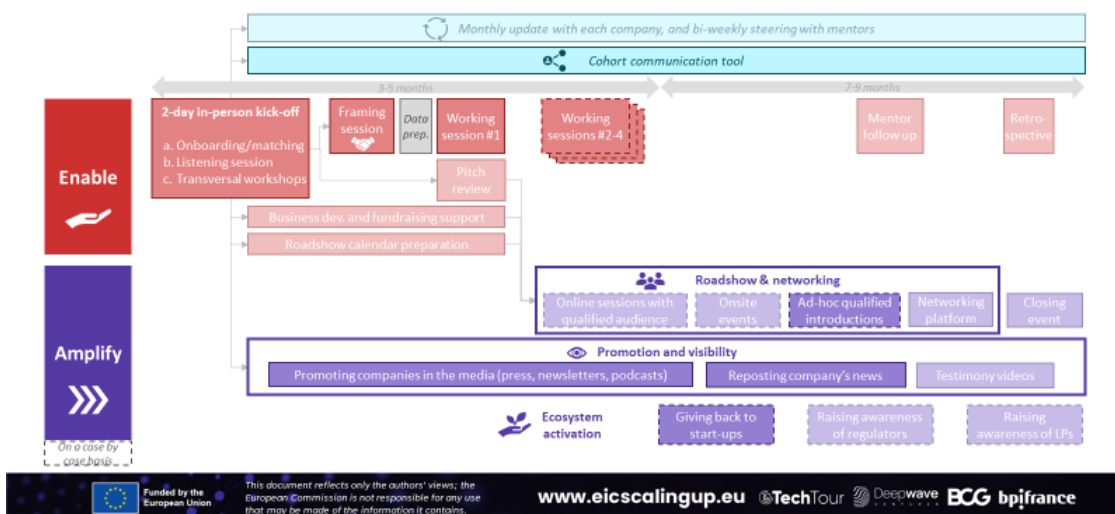 Monthly update with each company, and bi-weekly steering with mentors
Cohort communication tool
3-5 months
7-9 months
Enable
2-day in-person kick-off
a. Onboarding/matching
b. Listening session
c. Transversal workshops
Framing
session
Data
prep.
Working
session #1
Working
sessions #2-4
Mentor
follow up
Retro-
spective
Pitch
review
Business dev. and fundraising support
Roadshow calendar preparation
Amplify
Roadshow & networking
Online sessions with
qualified audience
Onsite
events
Ad-hoc qualified
introductions
Networking
platform
Closing
event
Promotion and visibility
Promoting companies in the media (press, newsletters, podcasts)
Reposting company's news
Testimony videos
Ecosystem
activation
Giving back to
start-ups
Raising awareness
of regulators
Raising
awareness of LPs
On a case by
case basis
Funded by the
European Union
This document reflects only the authors' views; the
European Commission is not responsible for any use
that may be made of the information it contains.
www.eicscalingup.eu
TechTour
Deepwave
BCG
bpifrance